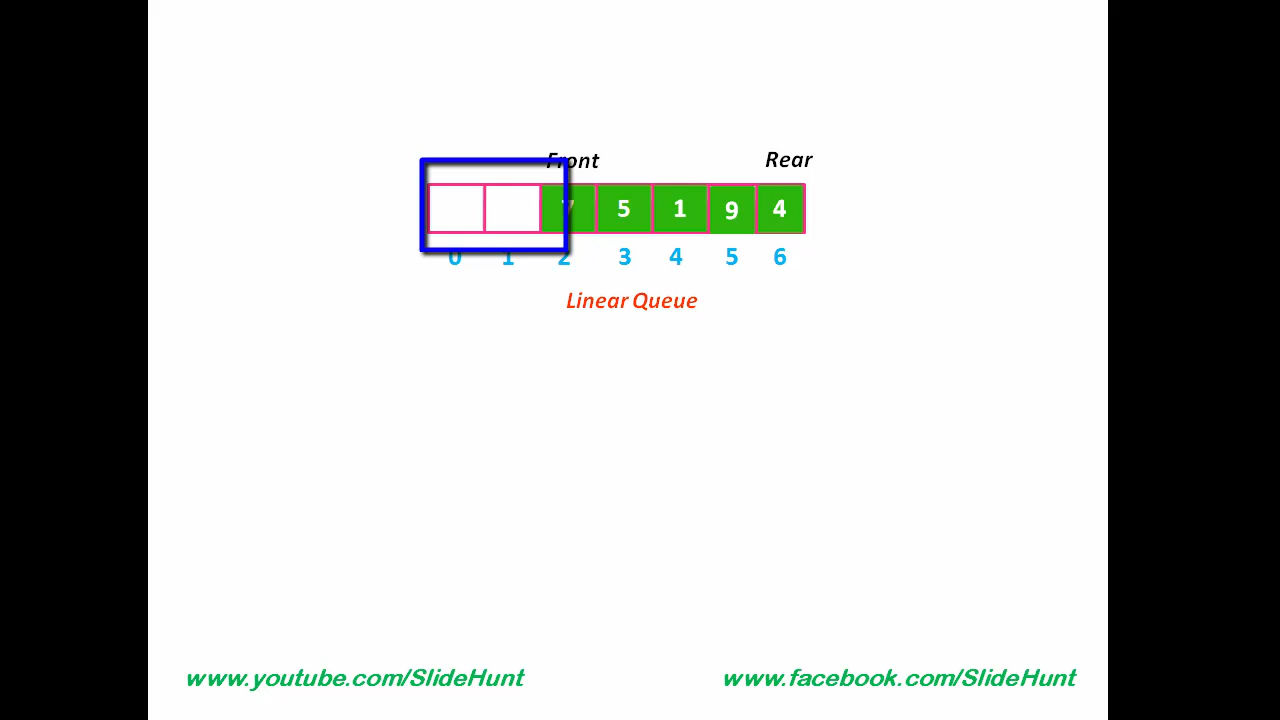 Front Rear
7 5 1 9 4
0 1 2 3 4 5 6
Linear Queue
www.youtube.com/SlideHunt www.facebook.com/SlideHunt